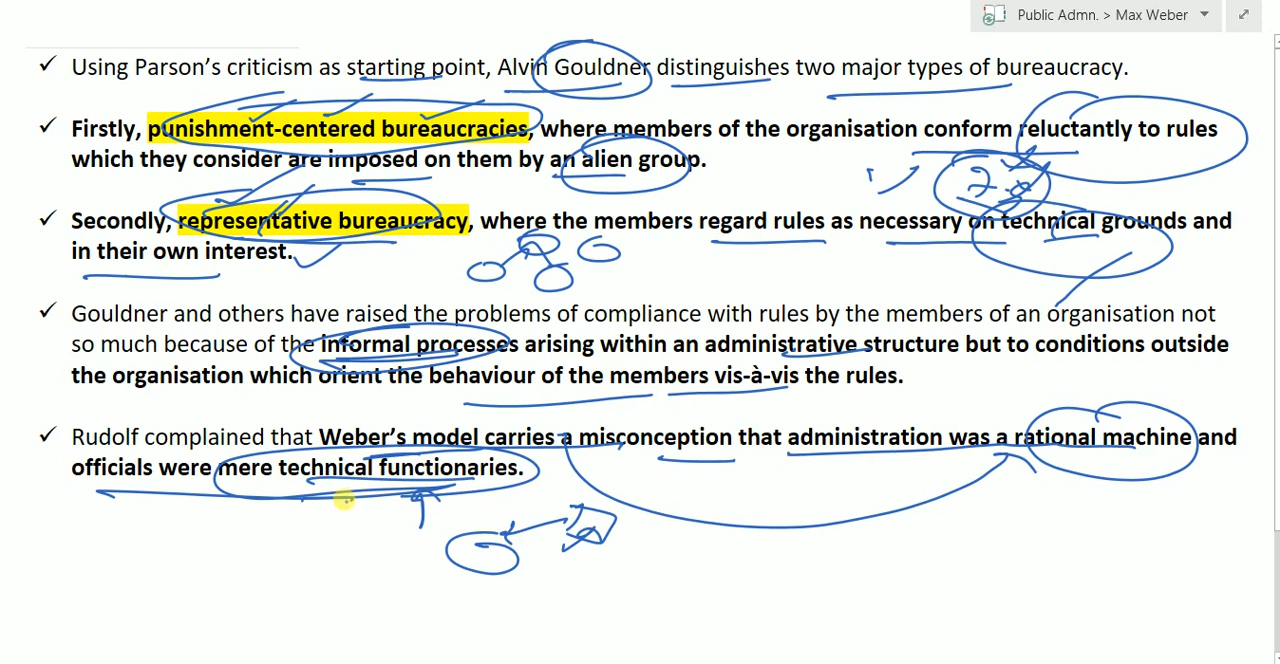 Public Admn. > Max Weber
✓ Using Parson's criticism as starting point, Alvin Gouldner distinguishes two major types of bureaucracy.
✓ Firstly, punishment-centered bureaucracies, where members of the organisation conform reluctantly to rules
which they consider are imposed on them by an alien group.
✓ Secondly, representative bureaucracy, where the members regard rules as necessary on technical grounds and
in their own interest.
✓ Gouldner and others have raised the problems of compliance with rules by the members of an organisation not
so much because of the informal processes arising within an administrative structure but to conditions outside
the organisation which orient the behaviour of the members vis-à-vis the rules.
✓ Rudolf complained that Weber's model carries a misconception that administration was a rational machine and
officials were mere technical functionaries.